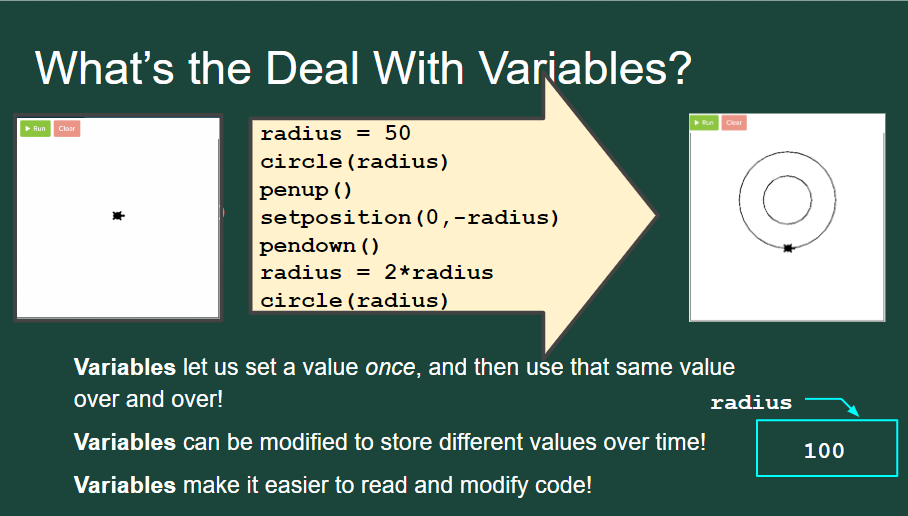 What's the Deal With Variables?
Run Clear
radius = 50
circle(radius)
penup()
setposition(0,-radius)
pendown()
radius = 2*radius
circle(radius)
Run Clear
Variables let us set a value once, and then use that same value
over and over!
Variables can be modified to store different values over time!
Variables make it easier to read and modify code!
radius
100